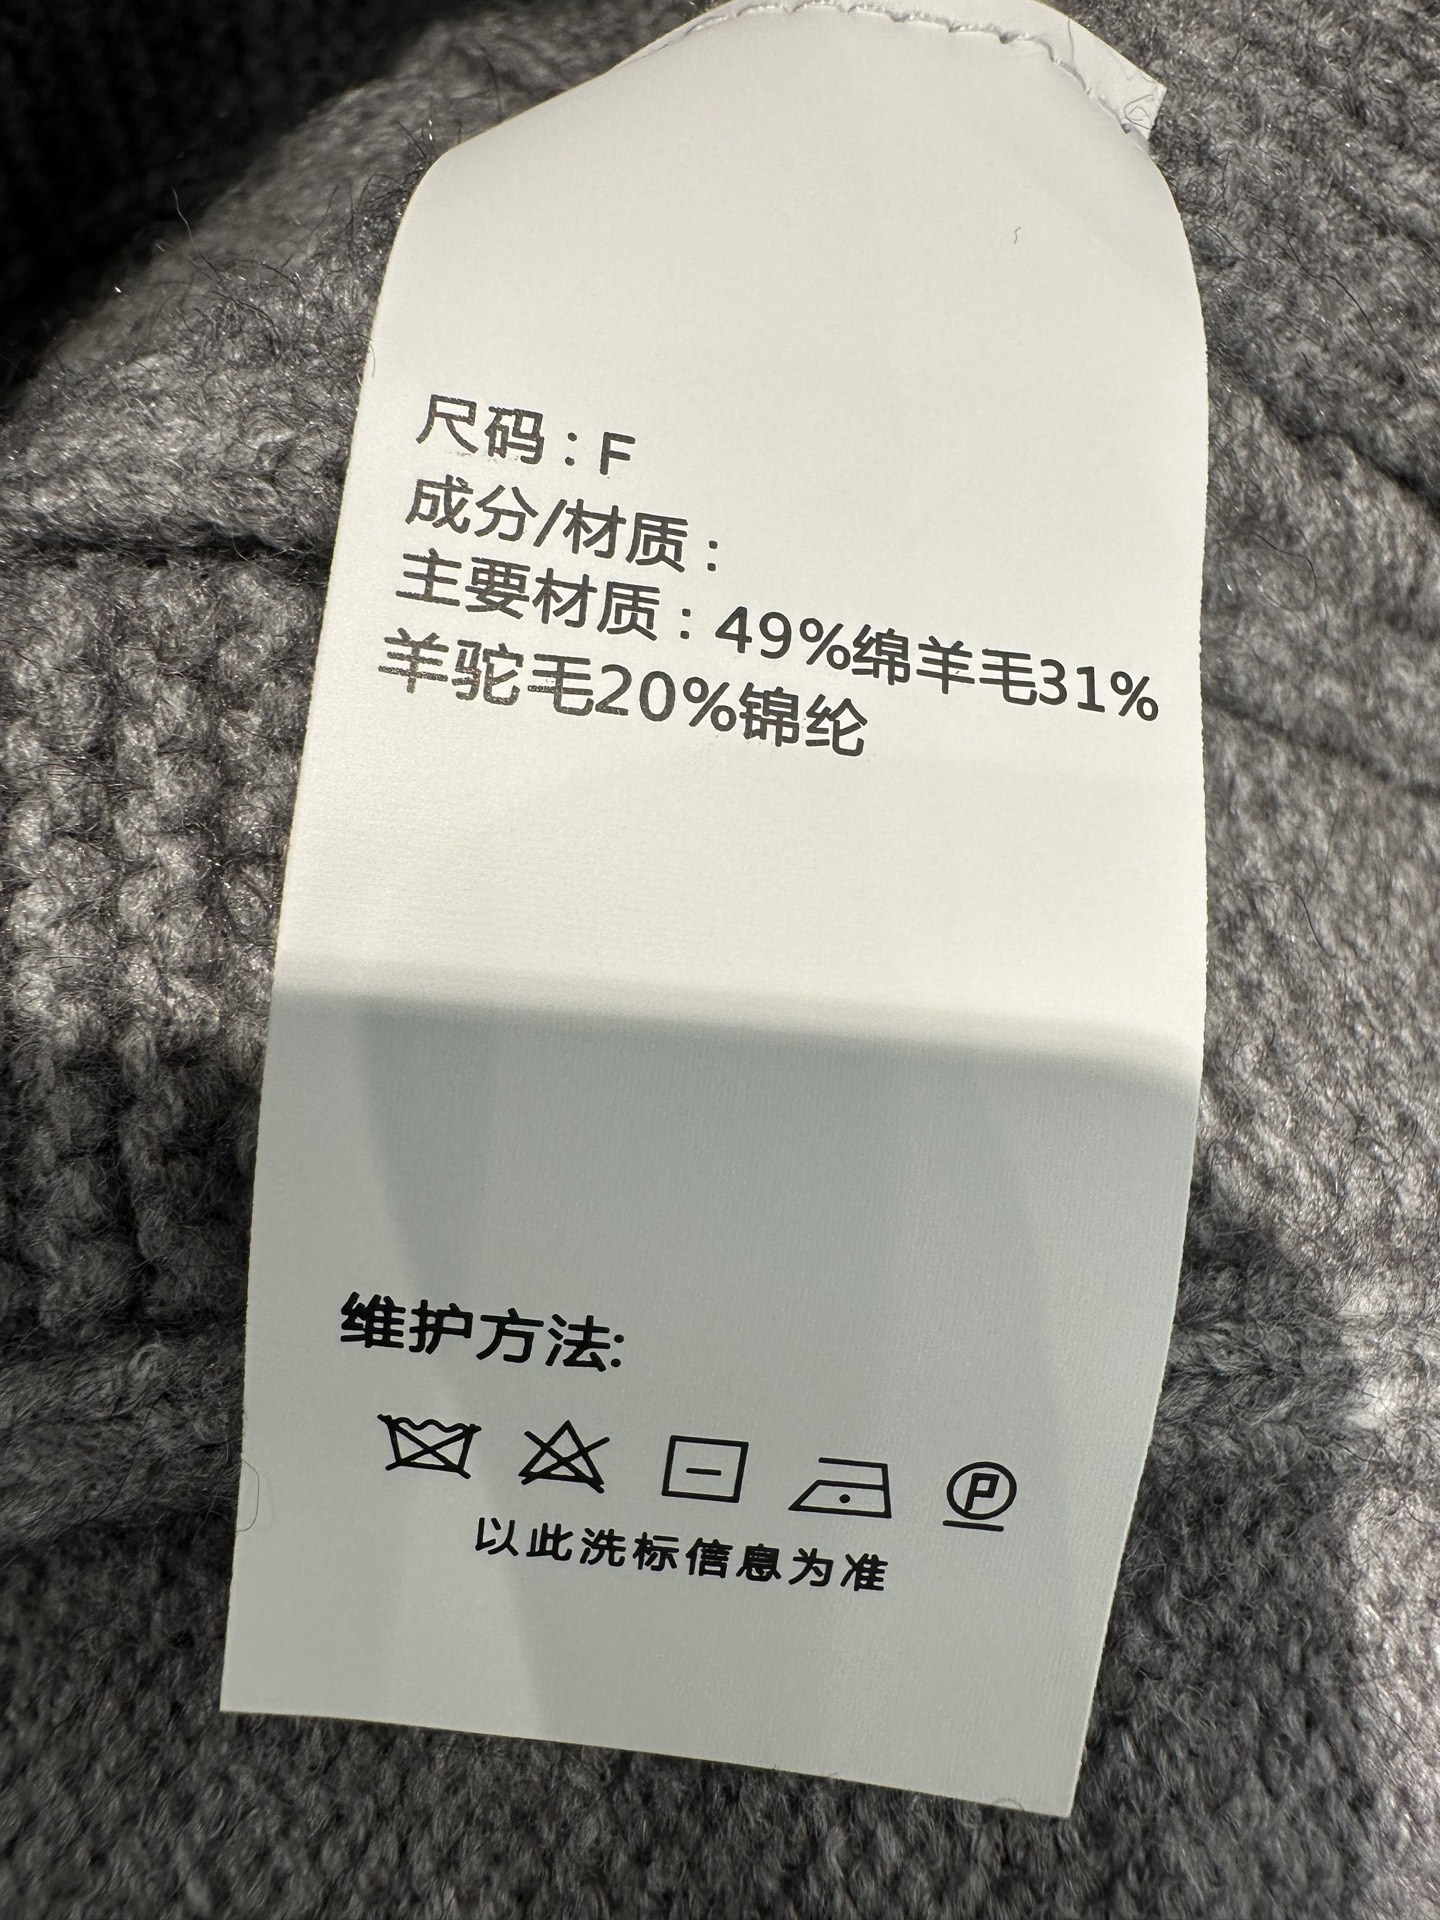 尺码：F
成分/材质：
主要材质：49%绵羊毛31%
羊驼毛20%锦纶
维护方法:
P
以此洗标信息为准